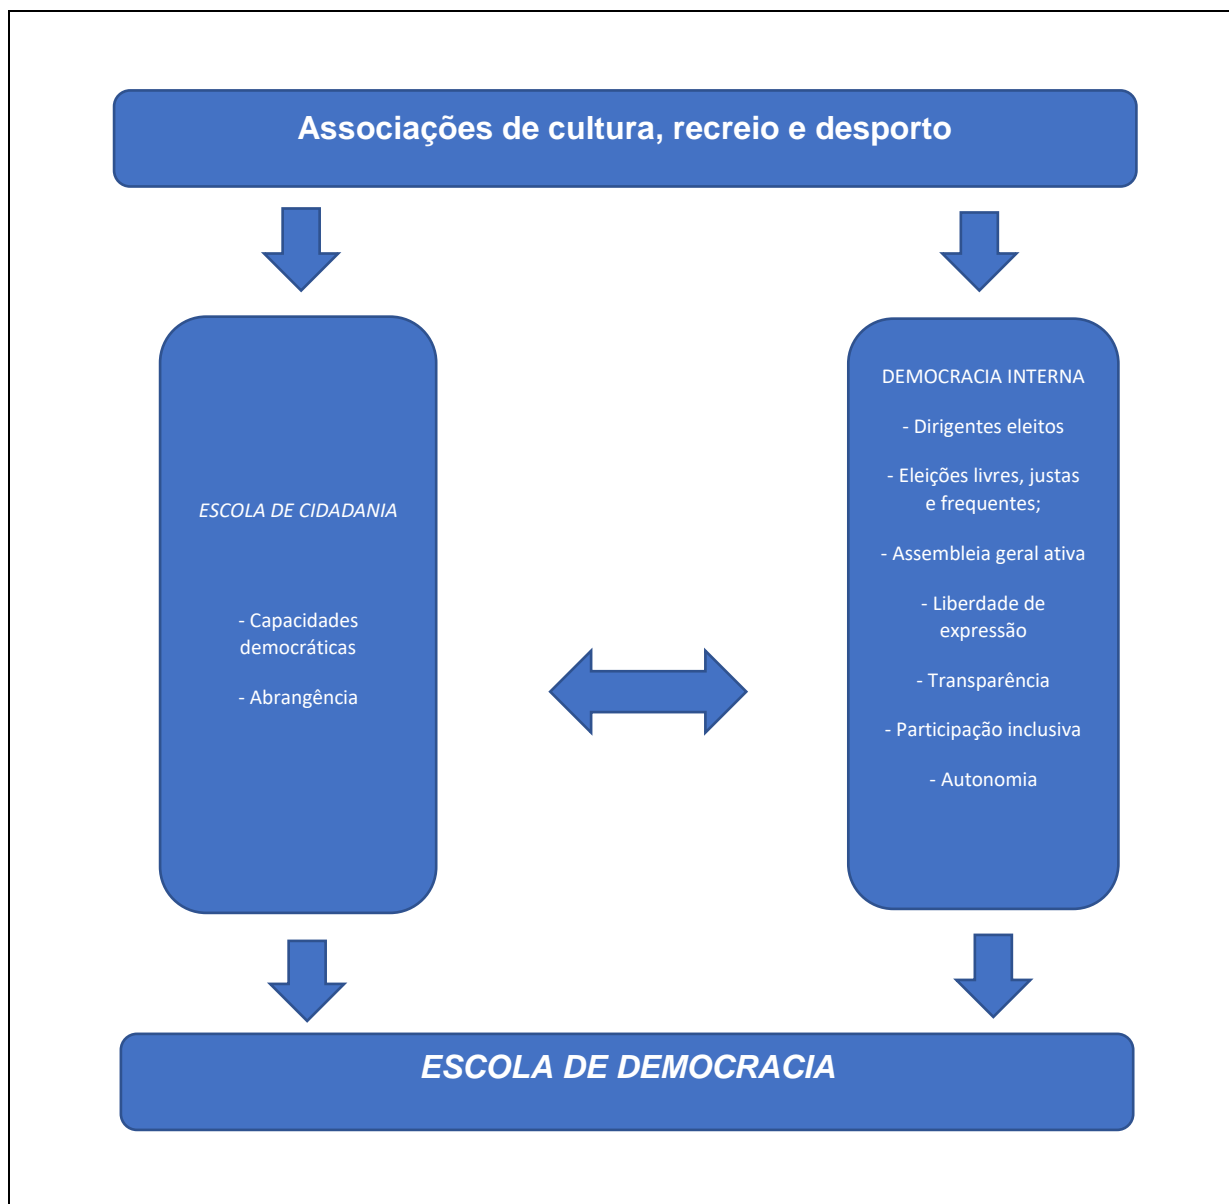 Associações de cultura, recreio e desporto
ESCOLA DE CIDADANIA
- Capacidades
democráticas
- Abrangência
DEMOCRACIA INTERNA
- Dirigentes eleitos
- Eleições livres, justas
e frequentes;
- Assembleia geral ativa
- Liberdade de
expressão
- Transparência
- Participação inclusiva
- Autonomia
ESCOLA DE DEMOCRACIA